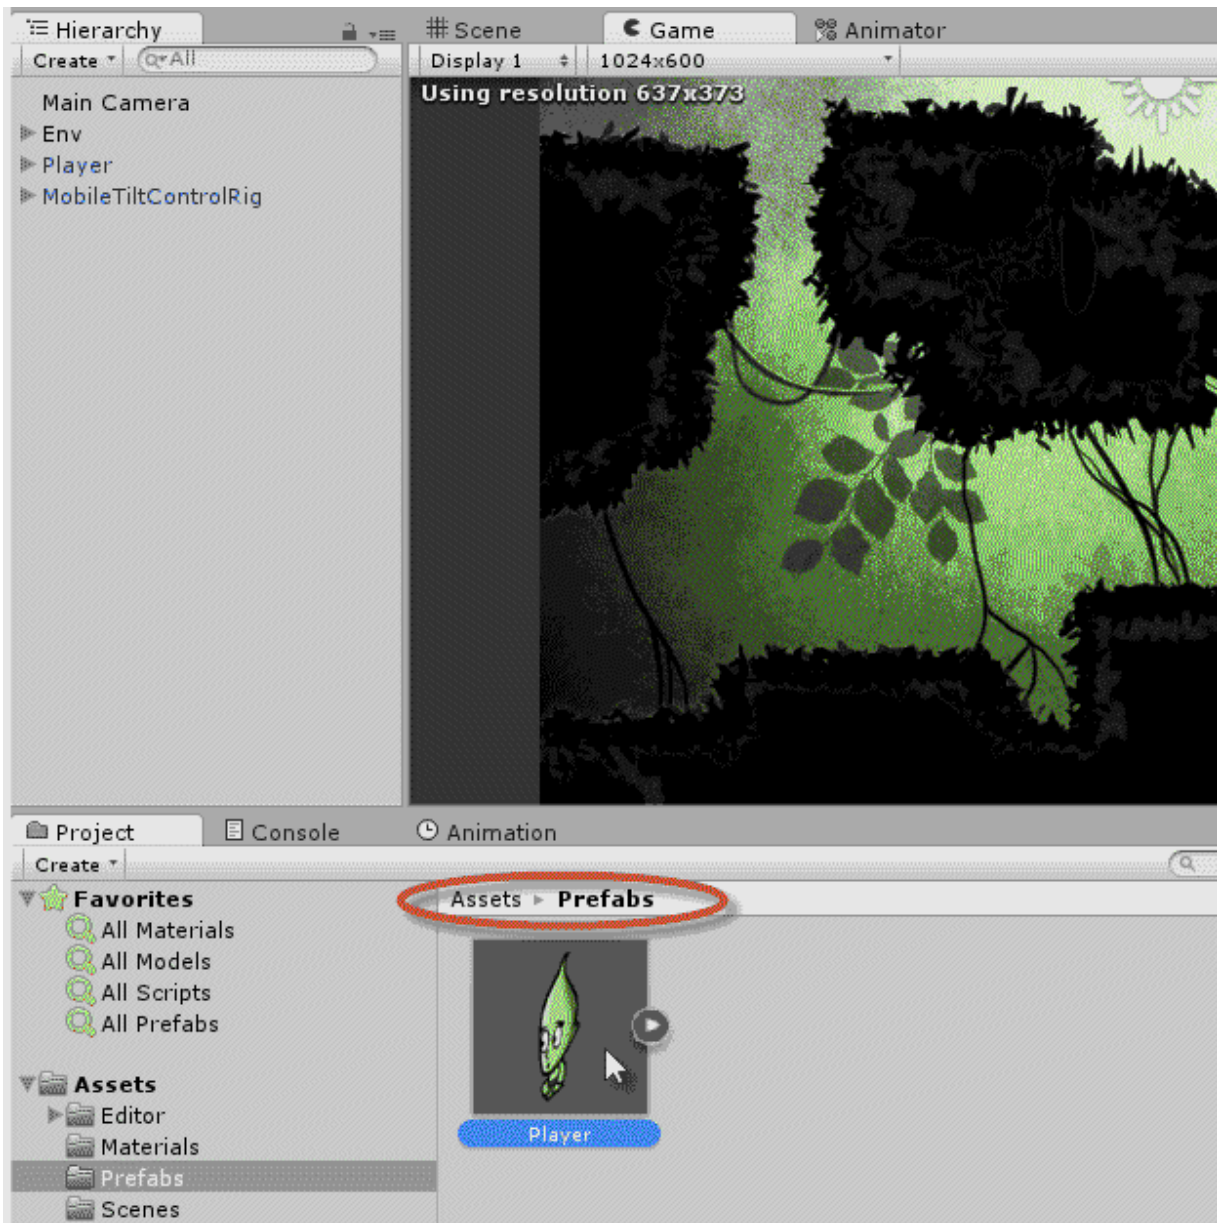 Hierarchy
Create All
Main Camera
Env
Player
MobileTiltControlRig
Scene Game Animator
Display 1 1024x600
Using resolution 637x373
Project Console Animation
Create
Favorites
All Materials
All Models
All Scripts
All Prefabs
Assets
Editor
Materials
Prefabs
Scenes
Assets Prefabs
Player